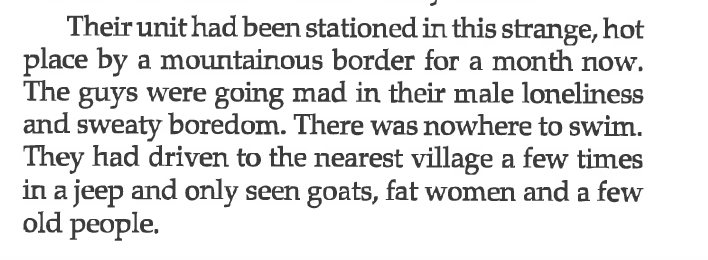 Their unit had been stationed in this strange, hot
place by a mountainous border for a month now.
The guys were going mad in their male loneliness
and sweaty boredom. There was nowhere to swim.
They had driven to the nearest village a few times
in a jeep and only seen goats, fat women and a few
old people.